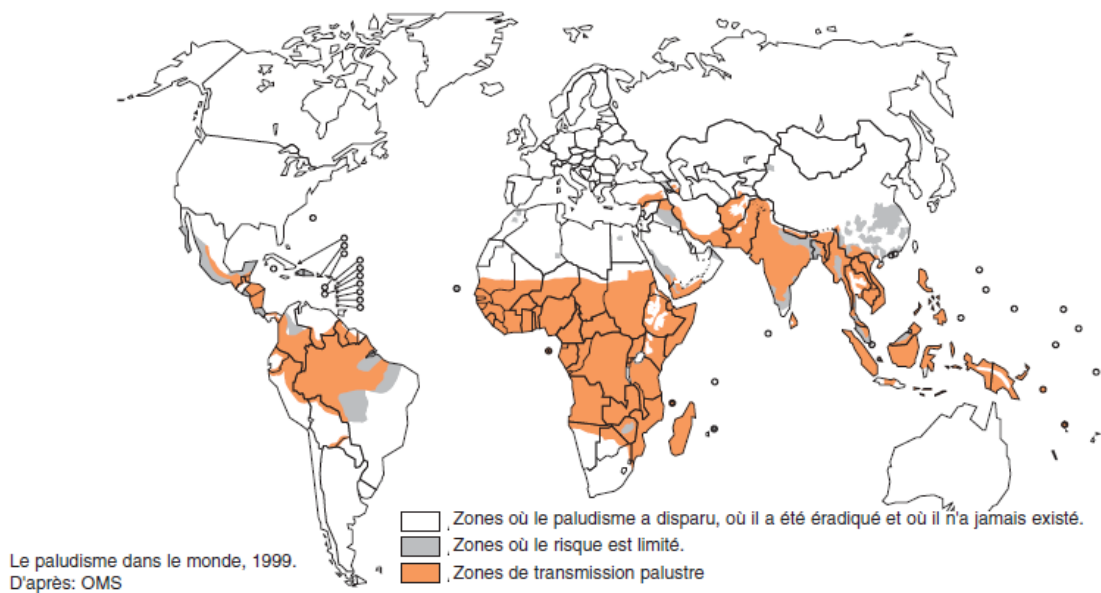 Zones où le paludisme a disparu, où il a été éradiqué et où il n'a jamais existé.
Zones où le risque est limité.
Zones de transmission palustre
Le paludisme dans le monde, 1999.
D'après: OMS